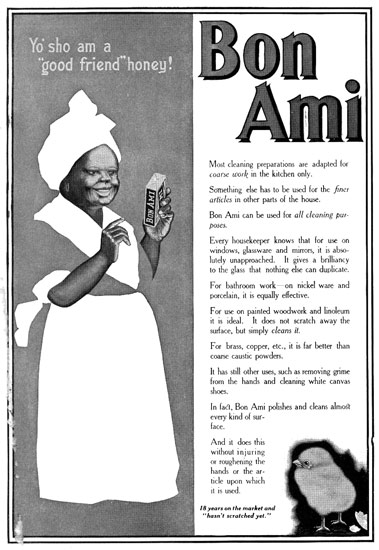 Yo' sho am a
"good friend" honey!
Bon
Ami
BON AMI
Most cleaning preparations are adapted for
coarse work in the kitchen only.
Something else has to be used for the finer
articles in other parts of the house.
Bon Ami can be used for all cleaning pur-
poses.
Every housekeeper knows that for use on
windows, glassware and mirrors, it is abso-
lutely unapproached. It gives a brilliancy
to the glass that nothing else can duplicate.
For bathroom work—on nickel ware and
porcelain, it is equally effective.
For use on painted woodwork and linoleum
it is ideal. It does not scratch away the
surface, but simply cleans it.
For brass, copper, etc., it is far better than
coarse caustic powders.
It has still other uses, such as removing grime
from the hands and cleaning white canvas
shoes.
In fact, Bon Ami polishes and cleans almost
every kind of sur-
face.
And it does this
without injuring
or roughening the
hands or the ar-
ticle upon which
it is used.
18 years on the market and
"hasn't scratched yet."